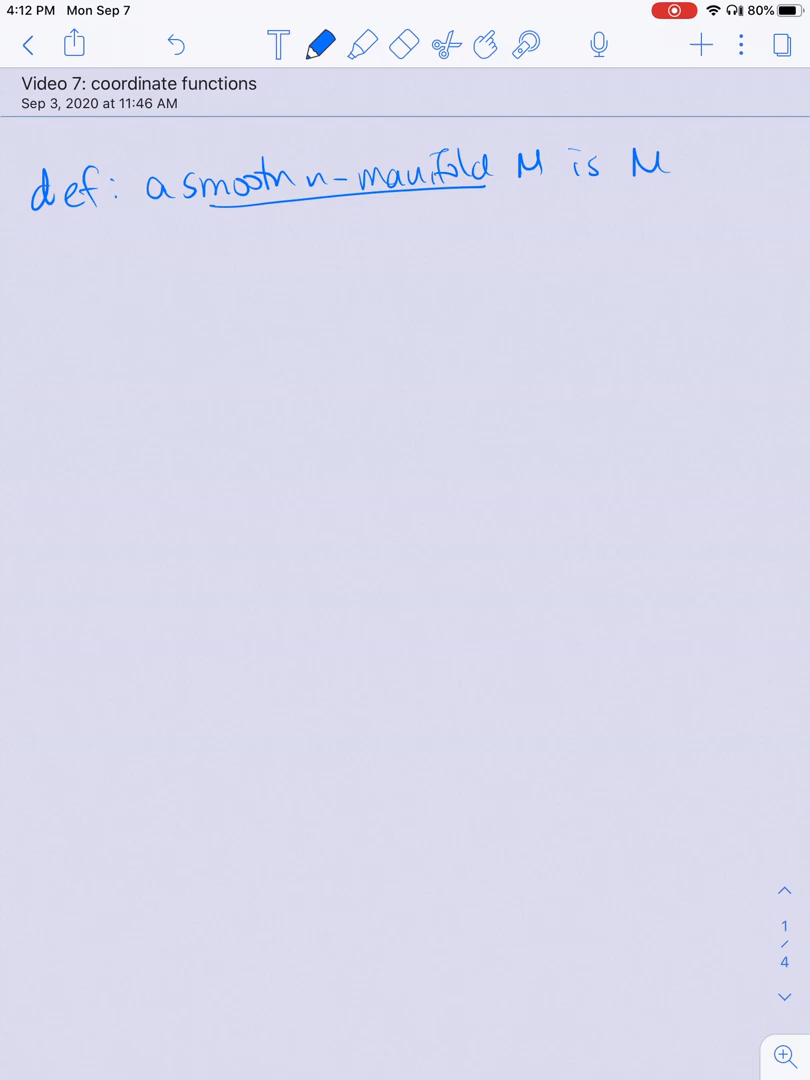 4:12 PM Mon Sep 7 80%
T
Video 7: coordinate functions
Sep 3, 2020 at 11:46 AM
def: a smooth n-manifold M is M
1
/
4